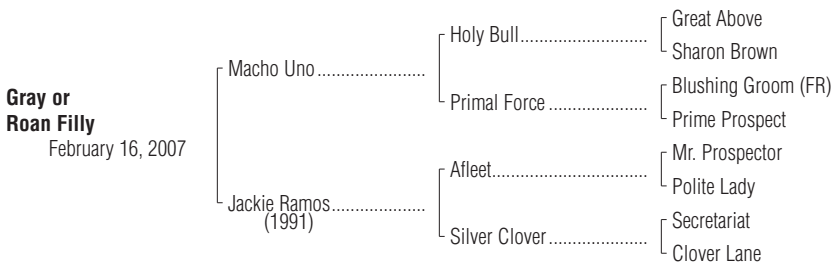 Gray or
Roan Filly
February 16, 2007
Macho Uno......................
Jackie Ramos....................
(1991)
Holy Bull...........................
Primal Force .....................
Afleet.................................
Silver Clover.....................
Great Above
Sharon Brown
Blushing Groom (FR)
Prime Prospect
Mr. Prospector
Polite Lady
Secretariat
Clover Lane